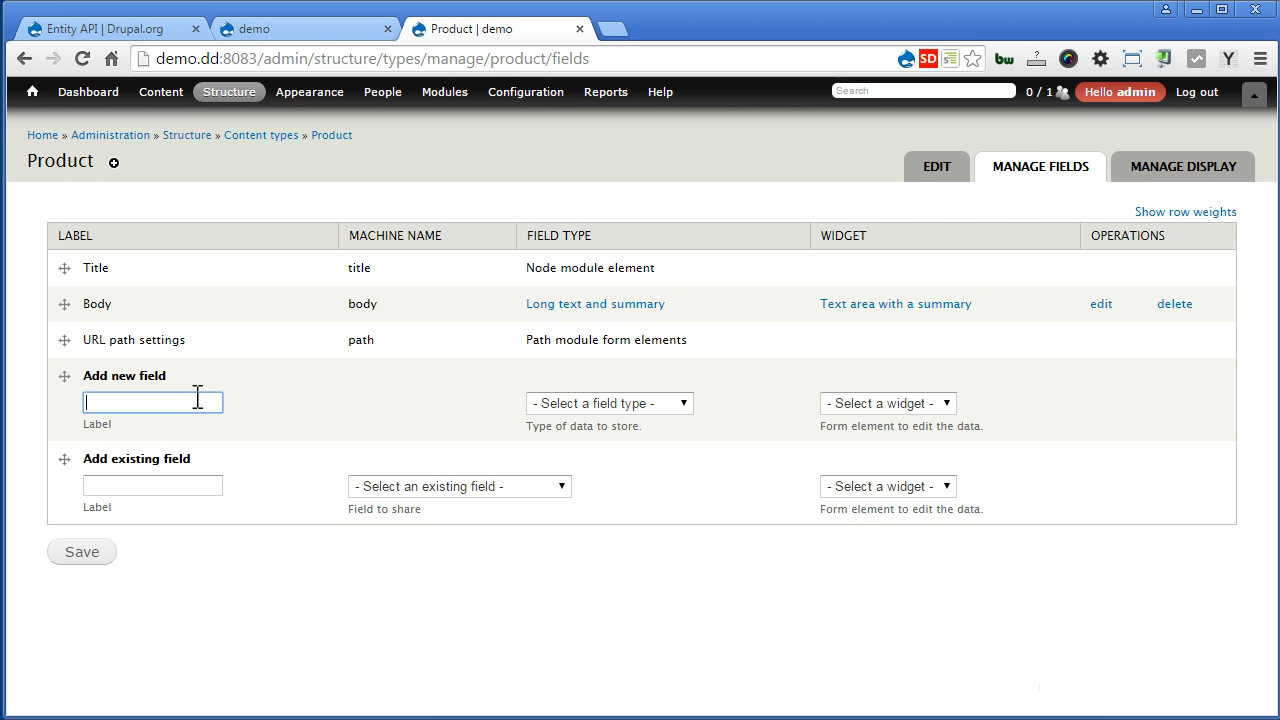 Entity API | Drupal.org × demo × Product | demo ×
demo.dd:8083/admin/structure/types/manage/product/fields SD bw Y
Dashboard Content Structure Appearance People Modules Configuration Reports Help Search 0 / 1 Hello admin Log out
Home » Administration » Structure » Content types » Product
Product
EDIT MANAGE FIELDS MANAGE DISPLAY
Show row weights
LABEL MACHINE NAME FIELD TYPE WIDGET OPERATIONS
Title title Node module element
Body body Long text and summary Text area with a summary edit delete
URL path settings path Path module form elements
Add new field
- Select a field type - - Select a widget -
Label Type of data to store. Form element to edit the data.
Add existing field
- Select an existing field - - Select a widget -
Label Field to share Form element to edit the data.
Save